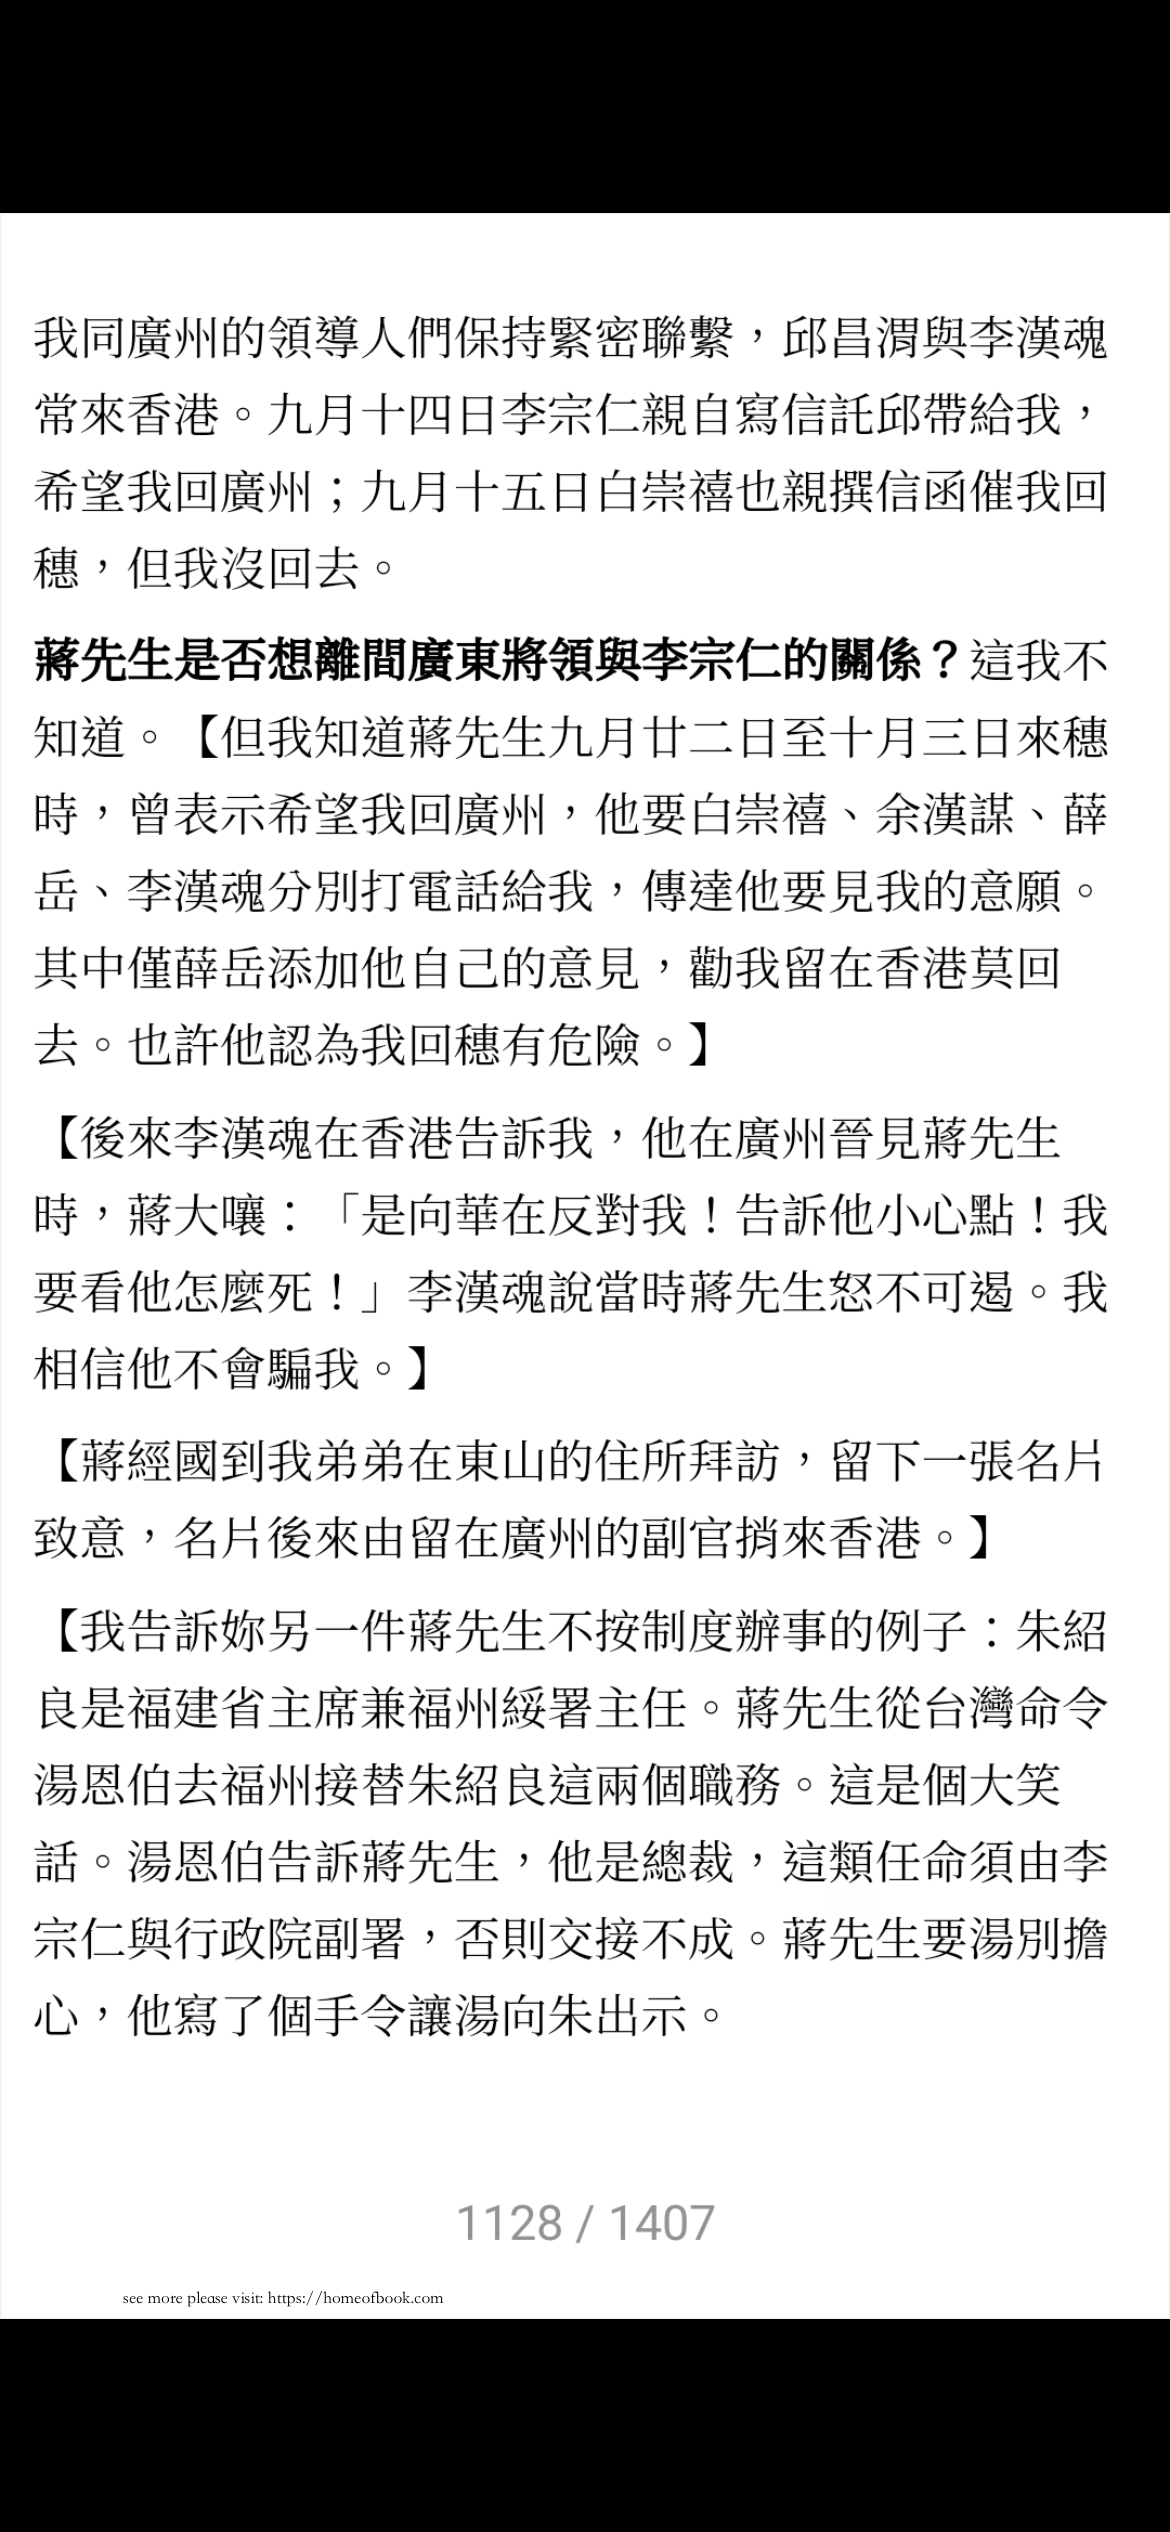 我同廣州的領導人們保持緊密聯繫，邱昌渭與李漢魂
常來香港。九月十四日李宗仁親自寫信託邱帶給我，
希望我回廣州；九月十五日白崇禧也親撰信函催我回
穗，但我沒回去。
蔣先生是否想離間廣東將領與李宗仁的關係？這我不
知道。【但我知道蔣先生九月廿二日至十月三日來穗
時，曾表示希望我回廣州，他要白崇禧、余漢謀、薛
岳、李漢魂分別打電話給我，傳達他要見我的意願。
其中僅薛岳添加他自己的意見，勸我留在香港莫回
去。也許他認為我回穗有危險。】
【後來李漢魂在香港告訴我，他在廣州晉見蔣先生
時，蔣大嚷：「是向華在反對我！告訴他小心點！我
要看他怎麼死！」李漢魂說當時蔣先生怒不可遏。我
相信他不會騙我。】
【蔣經國到我弟弟在東山的住所拜訪，留下一張名片
致意，名片後來由留在廣州的副官捎來香港。】
【我告訴妳另一件蔣先生不按制度辦事的例子：朱紹
良是福建省主席兼福州綏署主任。蔣先生從台灣命令
湯恩伯去福州接替朱紹良這兩個職務。這是個大笑
話。湯恩伯告訴蔣先生，他是總裁，這類任命須由李
宗仁與行政院副署，否則交接不成。蔣先生要湯別擔
心，他寫了個手令讓湯向朱出示。
1128 / 1407
see more please visit: https://homeofbook.com